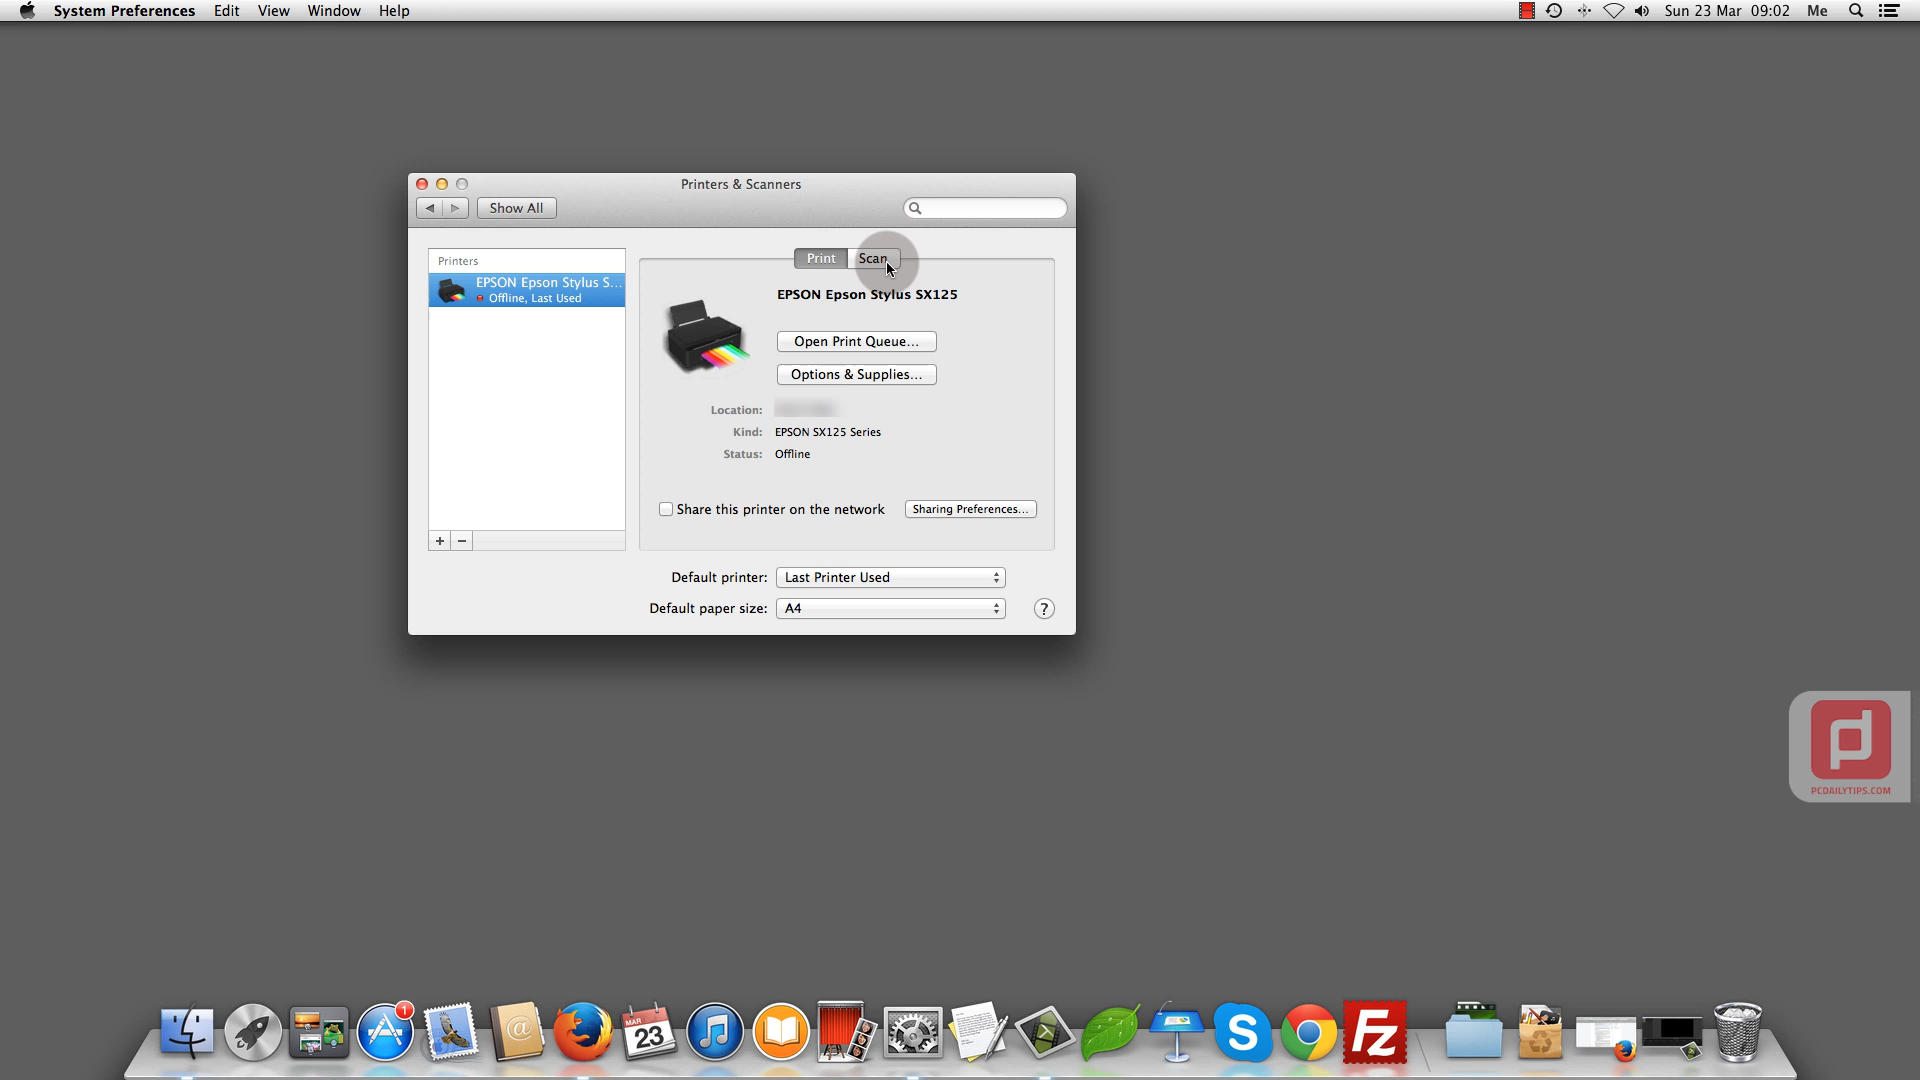 System Preferences Edit View Window Help
Sun 23 Mar 09:02 Me
Printers & Scanners
Show All
Printers
EPSON Epson Stylus S...
Offline, Last Used
Print Scan
EPSON Epson Stylus SX125
Open Print Queue...
Options & Supplies...
Location:
Kind: EPSON SX125 Series
Status: Offline
Share this printer on the network Sharing Preferences...
+ −
Default printer: Last Printer Used
Default paper size: A4 ?
PCDAILYTIPS.COM
1
MAR
23
@
S
Fz